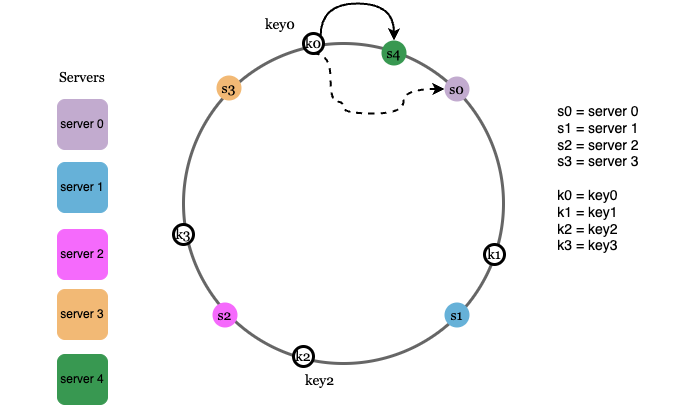 key0
k0
s4
s3
s0
Servers
server 0
server 1
server 2
server 3
server 4
k3
k1
s2
s1
k2
key2
s0 = server 0
s1 = server 1
s2 = server 2
s3 = server 3
k0 = key0
k1 = key1
k2 = key2
k3 = key3